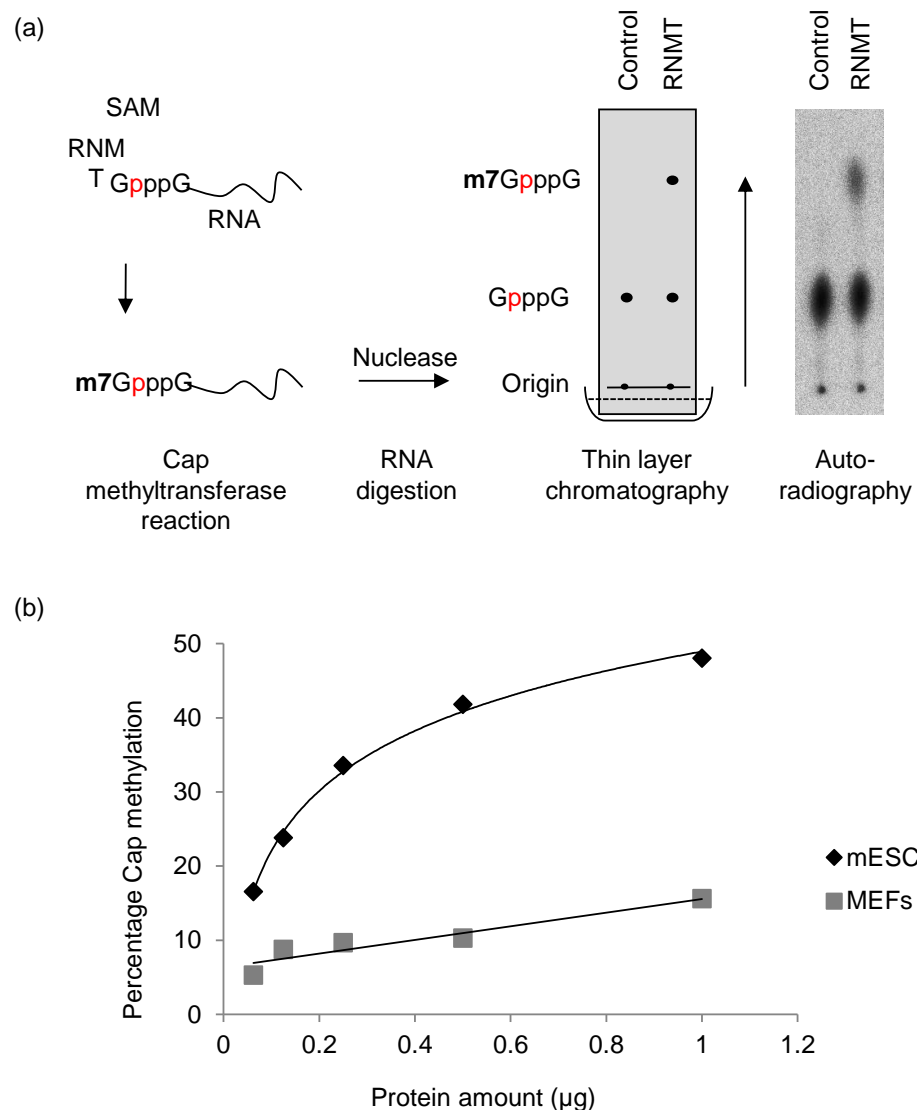 (a)
Control
RNMT
Control
RNMT
SAM
RNM
T
GpppG
RNA
m7GpppG
GpppG
Origin
m7GpppG
Nuclease
Cap
methyltransferase
reaction
RNA
digestion
Thin layer
chromatography
Auto-
radiography
(b)
Percentage Cap methylation
50
40
30
20
10
0
0
0.2
0.4
0.6
0.8
1
1.2
Protein amount (µg)
mESC
MEFs